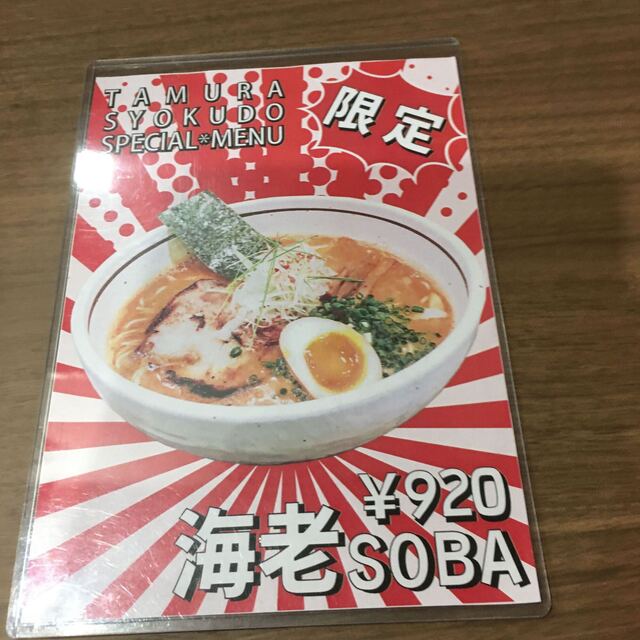 TAMURA
SYOKUDO
SPECIAL*MENU
限定
¥920
海老SOBA